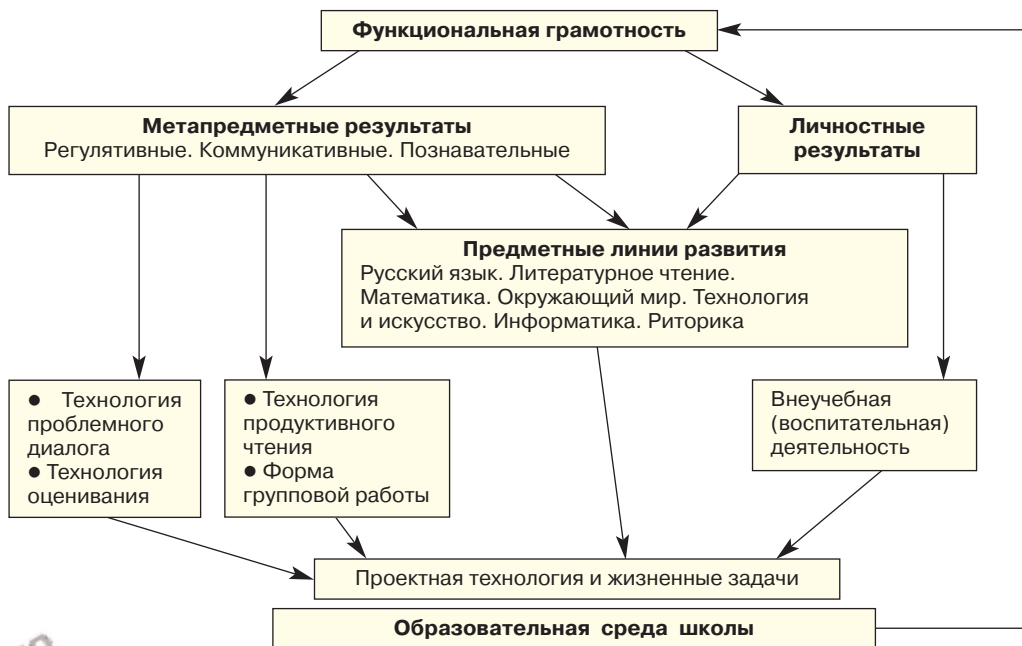 Функциональная грамотность
Метапредметные результаты
Регулятивные. Коммуникативные. Познавательные
Личностные
результаты
Предметные линии развития
Русский язык. Литературное чтение.
Математика. Окружающий мир. Технология
и искусство. Информатика. Риторика
● Технология
проблемного
диалога
● Технология
оценивания
● Технология
продуктивного
чтения
● Форма
групповой работы
Внеучебная
(воспитательная)
деятельность
Проектная технология и жизненные задачи
Образовательная среда школы